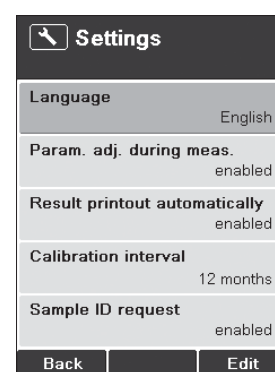 Settings
Language
English
Param. adj. during meas.
enabled
Result printout automatically
enabled
Calibration interval
12 months
Sample ID request
enabled
Back
Edit